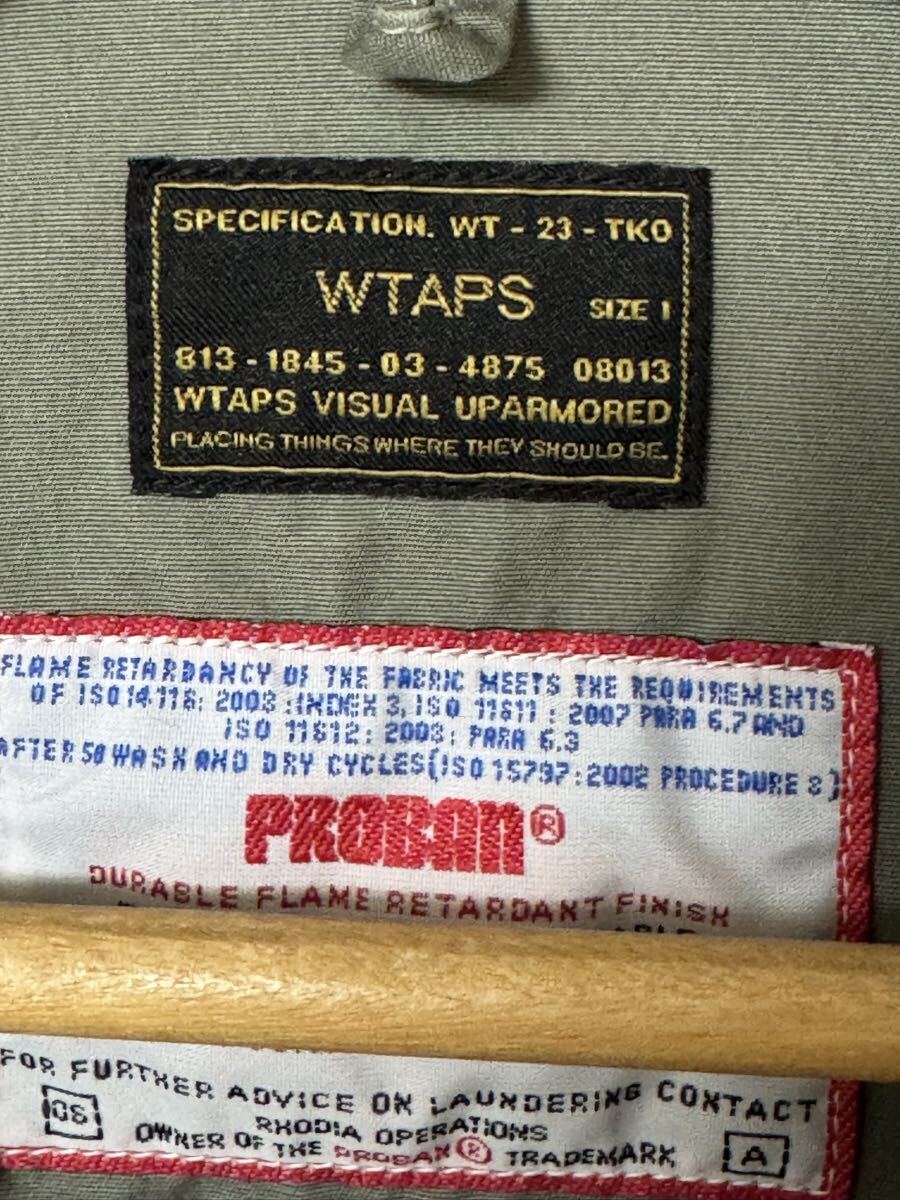 SPECIFICATION. WT - 23 - TKO
WTAPS SIZE 1
813 - 1845 - 03 - 4875 08013
WTAPS VISUAL UPARMORED
PLACING THINGS WHERE THEY SHOULD BE.
FLAME RETARDANCY OF THE FABRIC MEETS THE REQUIREMENTS
OF ISO 14116: 2003 :INDEX 3, ISO 11611 : 2007 PARA 6.7 AND
ISO 11612: 2003: PARA 6.3
AFTER 50 WASH AND DRY CYCLES(ISO 15797:2002 PROCEDURE 8)
PROBAN®
DURABLE FLAME RETARDANT FINISH
FOR FURTHER ADVICE ON LAUNDERING CONTACT
RHODIA OPERATIONS
OWNER OF THE PROBAN® TRADEMARK
A